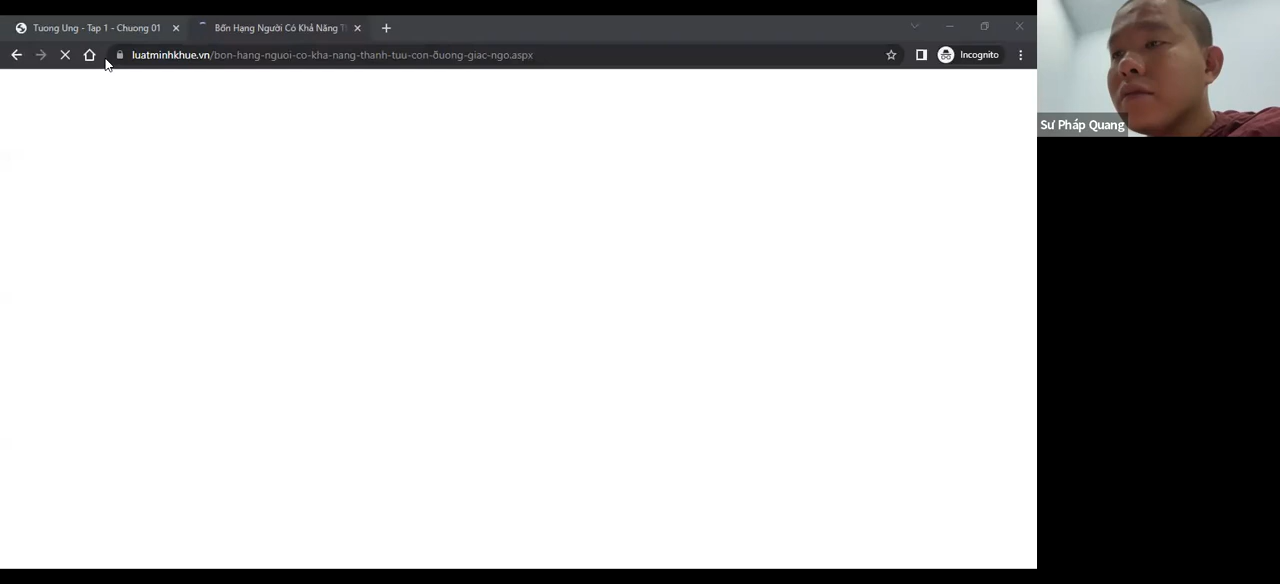 Tuong Ung - Tap 1 - Chuong 01
Bốn Hạng Người Có Khả Năng T
luatminhkhue.vn/bon-hang-nguoi-co-kha-nang-thanh-tuu-con-ðuong-giac-ngo.aspx
Incognito
Sư Pháp Quang